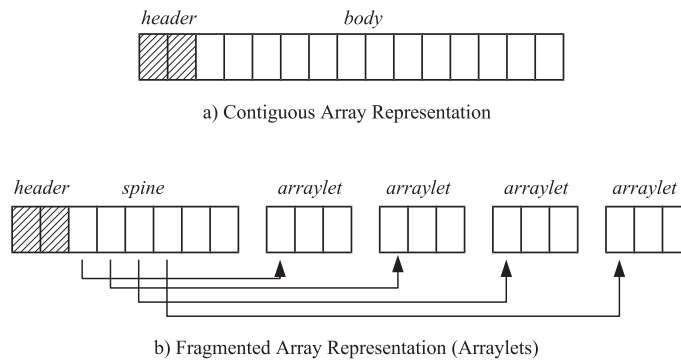 header body
a) Contiguous Array Representation
header spine arraylet arraylet arraylet arraylet
b) Fragmented Array Representation (Arraylets)